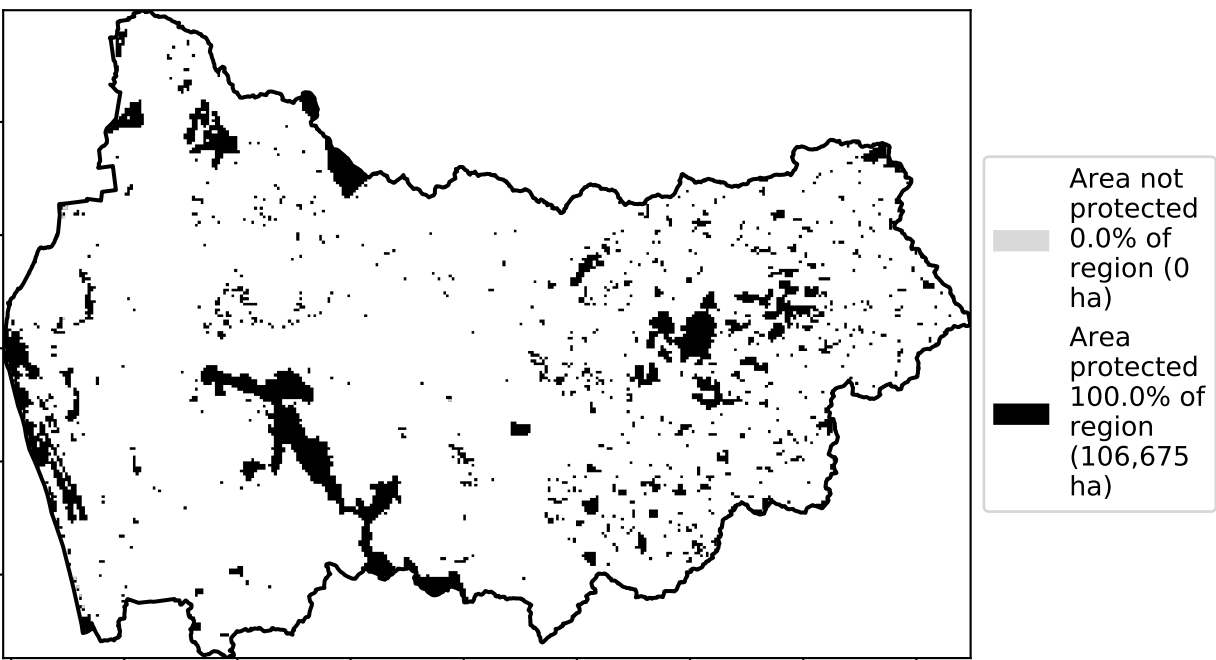 Area not
protected
0.0% of
region (0
ha)
Area
protected
100.0% of
region
(106,675
ha)